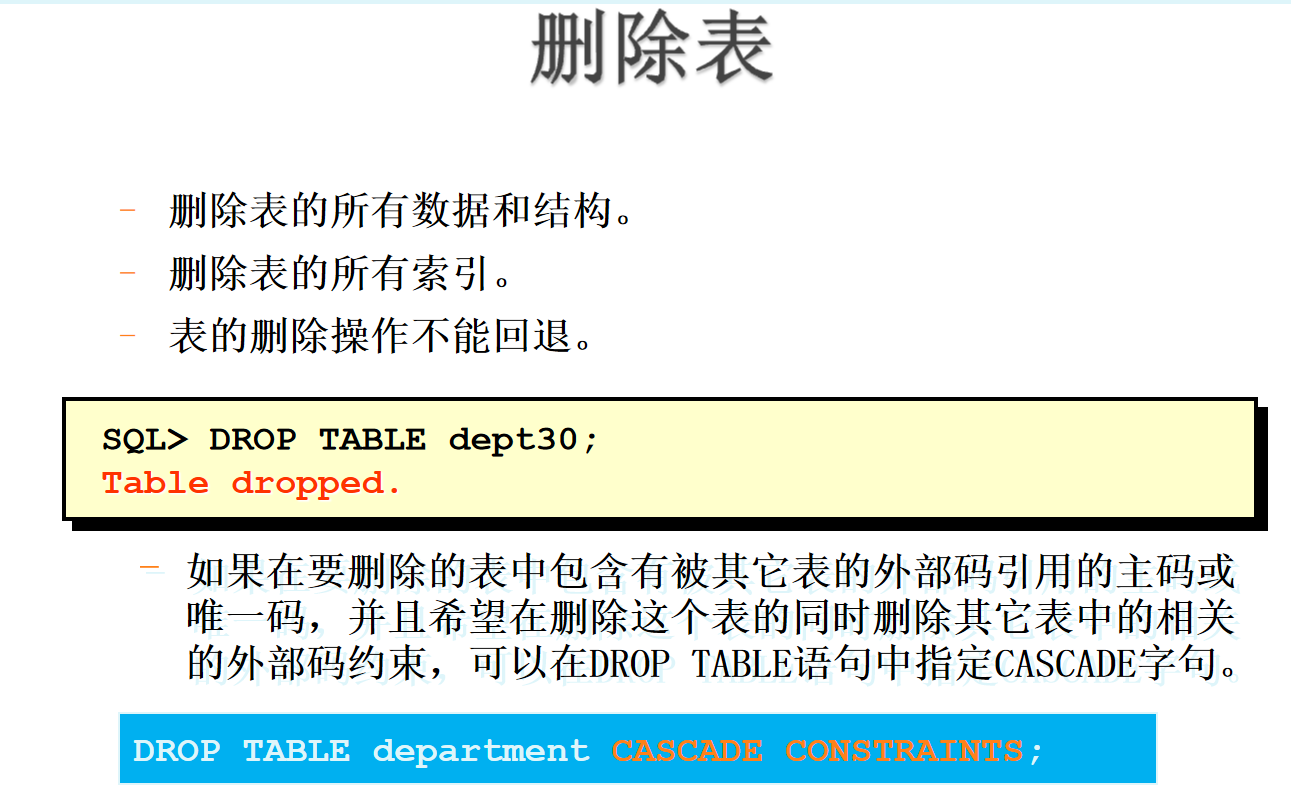 删除表
– 删除表的所有数据和结构。
– 删除表的所有索引。
– 表的删除操作不能回退。
SQL> DROP TABLE dept30;
Table dropped.
– 如果在要删除的表中包含有被其它表的外部码引用的主码或
唯一码，并且希望在删除这个表的同时删除其它表中的相关
的外部码约束，可以在DROP TABLE语句中指定CASCADE字句。
DROP TABLE department CASCADE CONSTRAINTS;